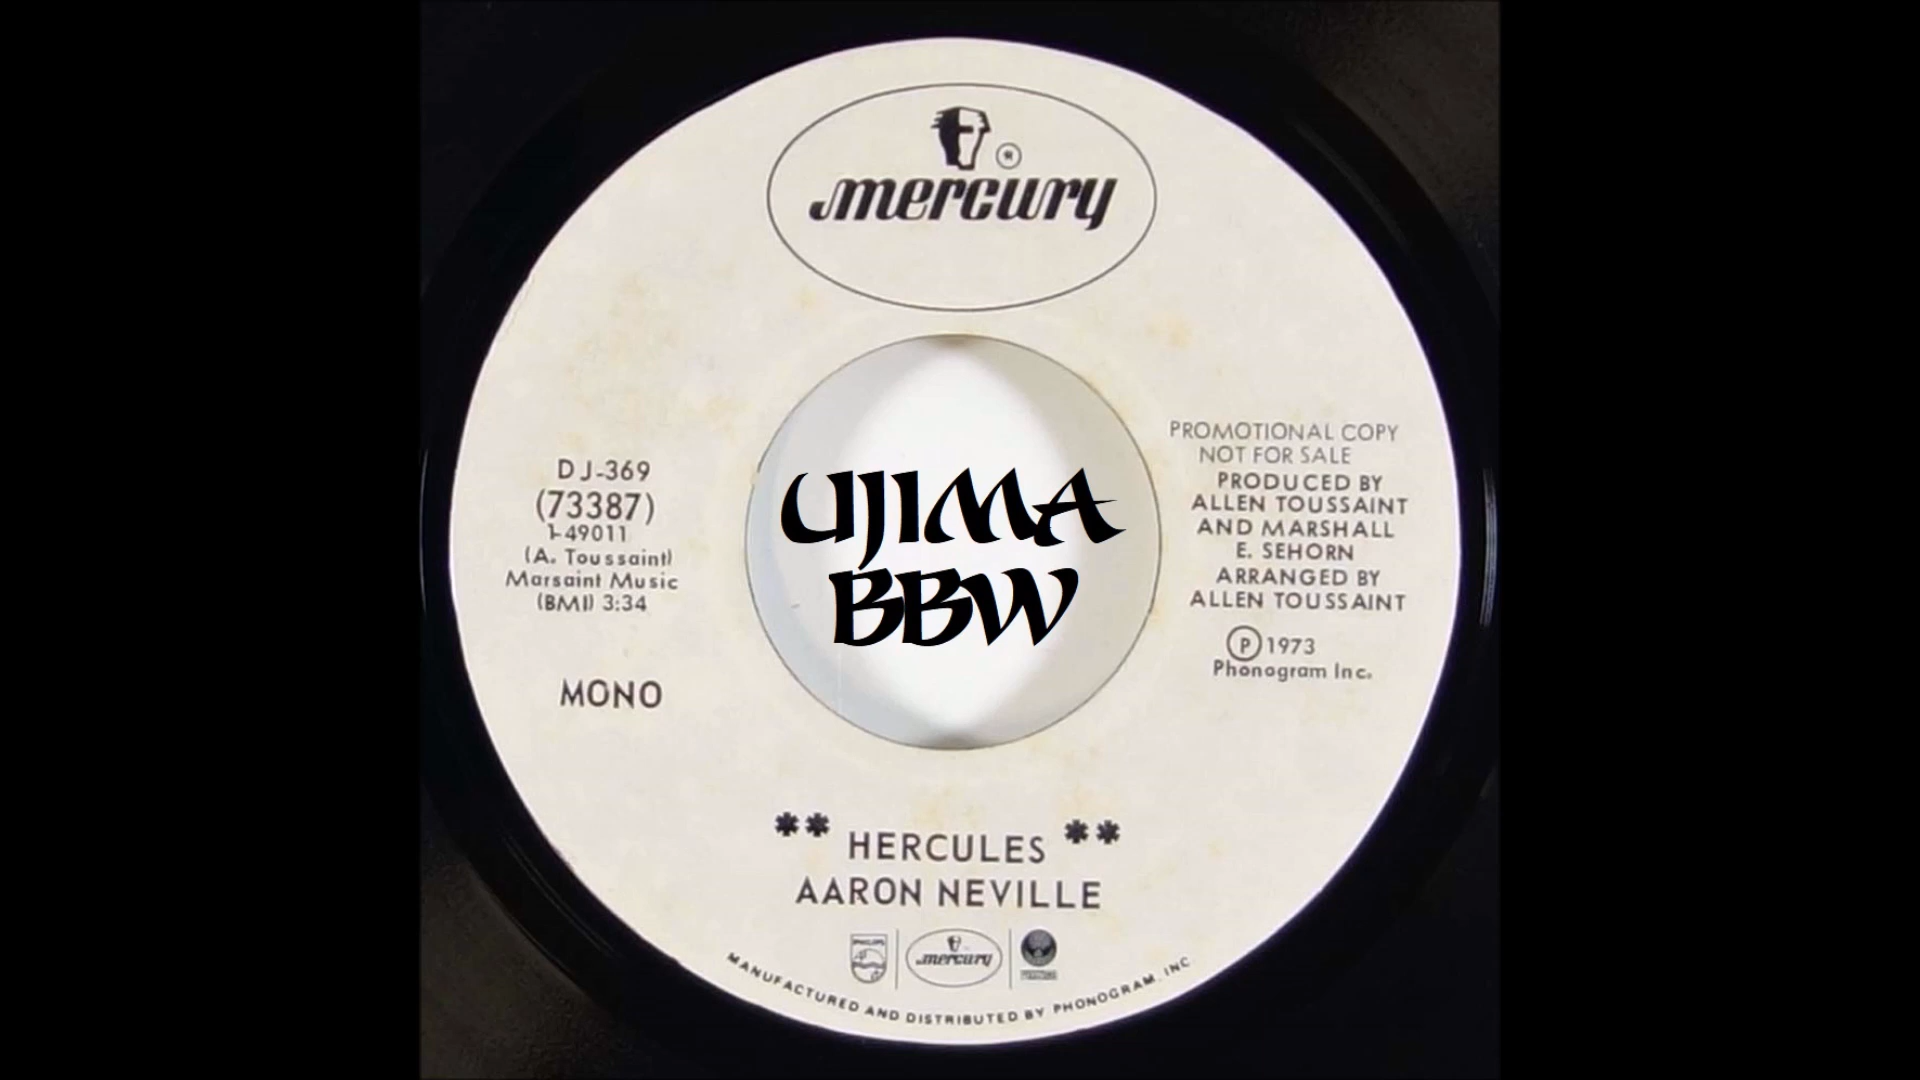 mercury
DJ-369
(73387)
1-49011
(A. Toussaint)
Marsaint Music
(BMI) 3:34
MONO
UJIMA
BBW
PROMOTIONAL COPY
NOT FOR SALE
PRODUCED BY
ALLEN TOUSSAINT
AND MARSHALL
E. SEHORN
ARRANGED BY
ALLEN TOUSSAINT
Ⓟ 1973
Phonogram Inc.
** HERCULES **
AARON NEVILLE
PHILIPS mercury
MANUFACTURED AND DISTRIBUTED BY PHONOGRAM, INC.